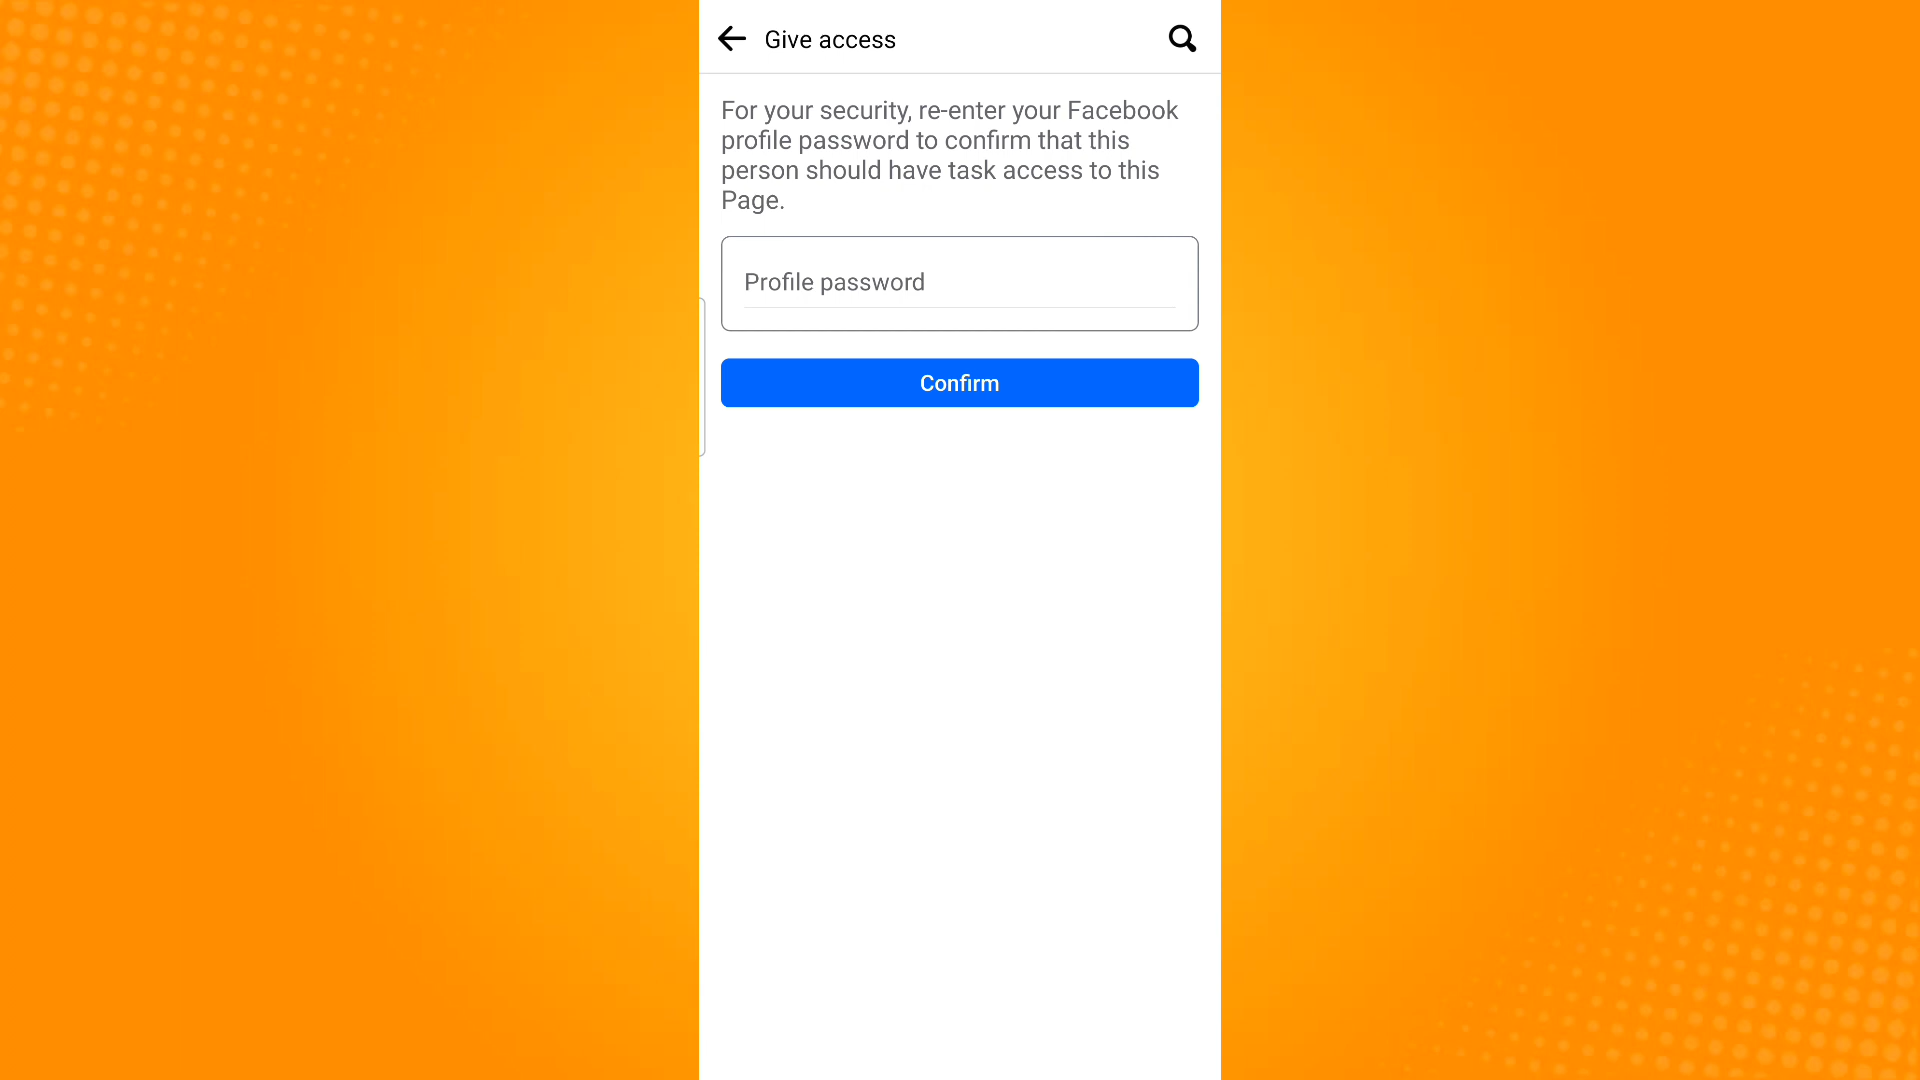 Give access
For your security, re-enter your Facebook
profile password to confirm that this
person should have task access to this
Page.
Profile password
Confirm